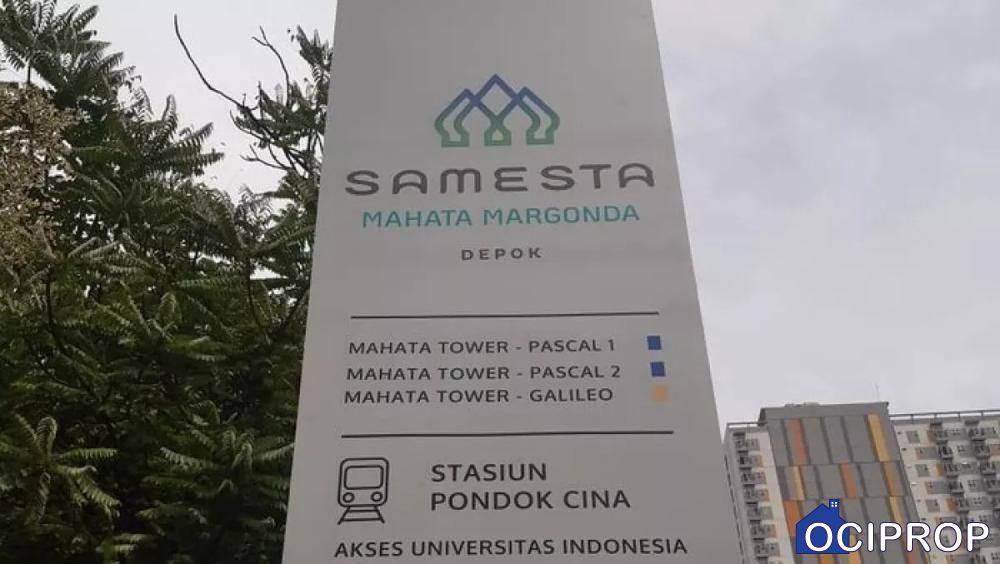 SAMESTA
MAHATA MARGONDA
DEPOK
MAHATA TOWER - PASCAL 1
MAHATA TOWER - PASCAL 2
MAHATA TOWER - GALILEO
STASIUN
PONDOK CINA
AKSES UNIVERSITAS INDONESIA
OCIPROP